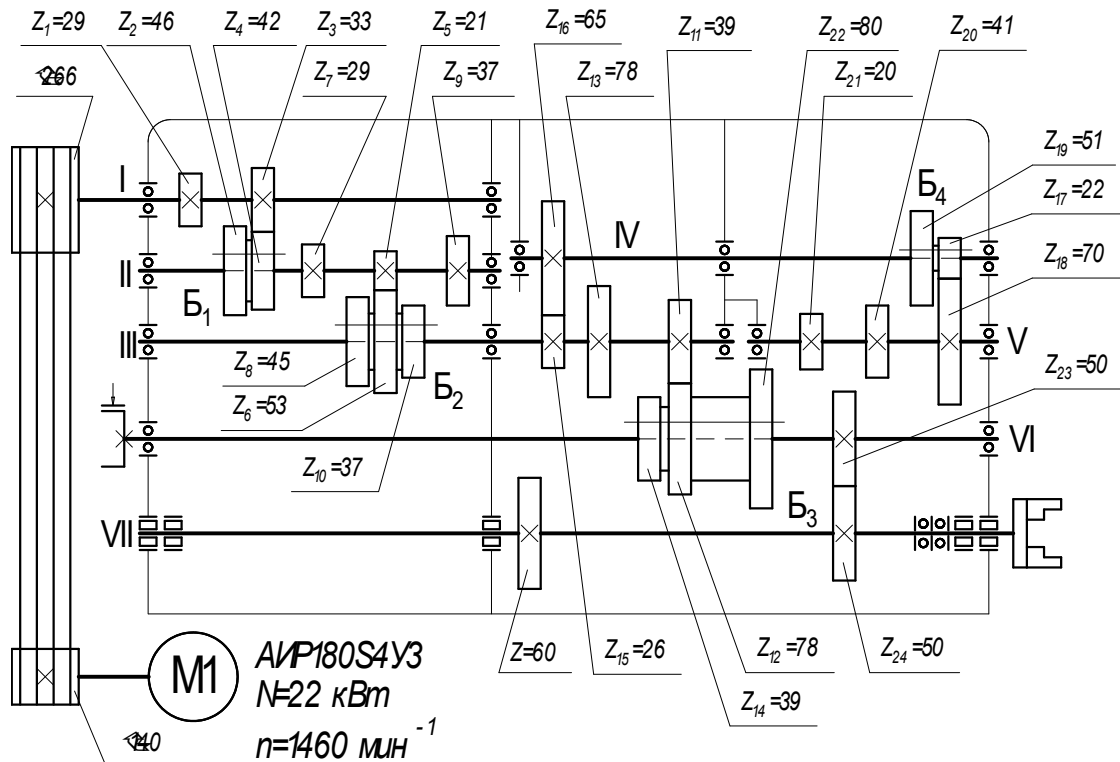 Z1=29
Z2=46
Z4=42
Z3=33
Z5=21
Z16=65
Z11=39
Z22=80
Z20=41
Z7=29
Z9=37
Z13=78
Z21=20
266
Z19=51
Z17=22
Z18=70
I
Б4
IV
II
Б1
III
V
Z8=45
Б2
Z23=50
Z6=53
VI
Z10=37
Б3
VII
Z=60
Z15=26
Z12=78
Z24=50
Z14=39
М1
АИР180S4У3
N=22 кВт
n=1460 мин -1